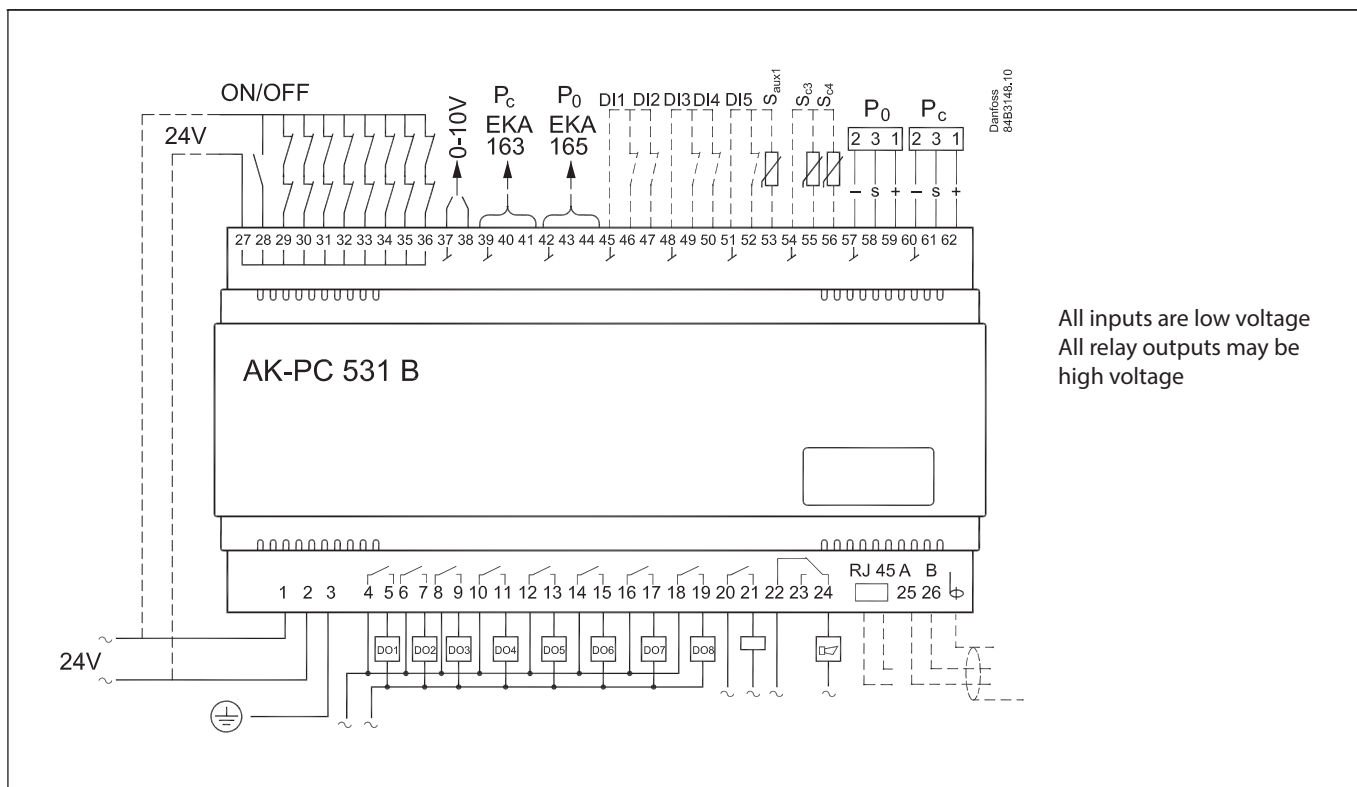 ON/OFF
24V
0-10V
Pc
EKA
163
P0
EKA
165
DI1 DI2 DI3 DI4 DI5
Saux1
Sc3
Sc4
P0
Pc
2 3 1
2 3 1
– s +
– s +
Danfoss
84B3148.10
27 28 29 30 31 32 33 34 35 36 37 38 39 40 41 42 43 44 45 46 47 48 49 50 51 52 53 54 55 56 57 58 59 60 61 62
AK-PC 531 B
All inputs are low voltage
All relay outputs may be
high voltage
RJ 45 A B
1 2 3 4 5 6 7 8 9 10 11 12 13 14 15 16 17 18 19 20 21 22 23 24 25 26
DO1 DO2 DO3 DO4 DO5 DO6 DO7 DO8
24V